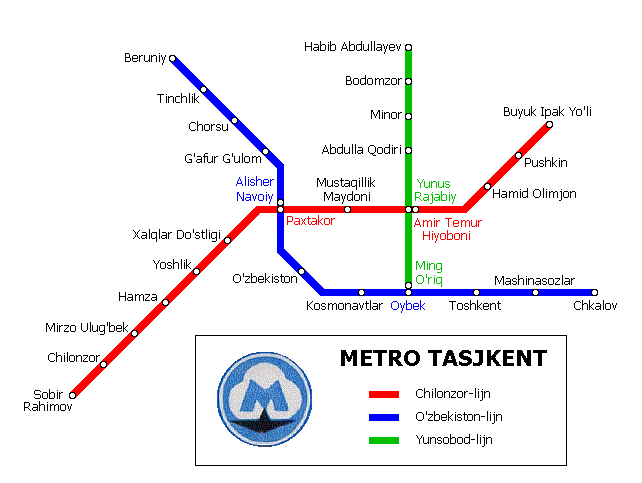 Habib Abdullayev
Beruniy
Bodomzor
Tinchlik
Minor
Buyuk Ipak Yo'li
Chorsu
Abdulla Qodiri
G'afur G'ulom
Pushkin
Alisher
Navoiy
Mustaqillik
Maydoni
Yunus
Rajabiy
Hamid Olimjon
Paxtakor
Amir Temur
Hiyoboni
Xalqlar Do'stligi
Yoshlik
Ming
O'riq
O'zbekiston
Mashinasozlar
Hamza
Kosmonavtlar
Oybek
Toshkent
Chkalov
Mirzo Ulug'bek
Chilonzor
Sobir
Rahimov
METRO TASJKENT
Chilonzor-lijn
O'zbekiston-lijn
Yunsobod-lijn